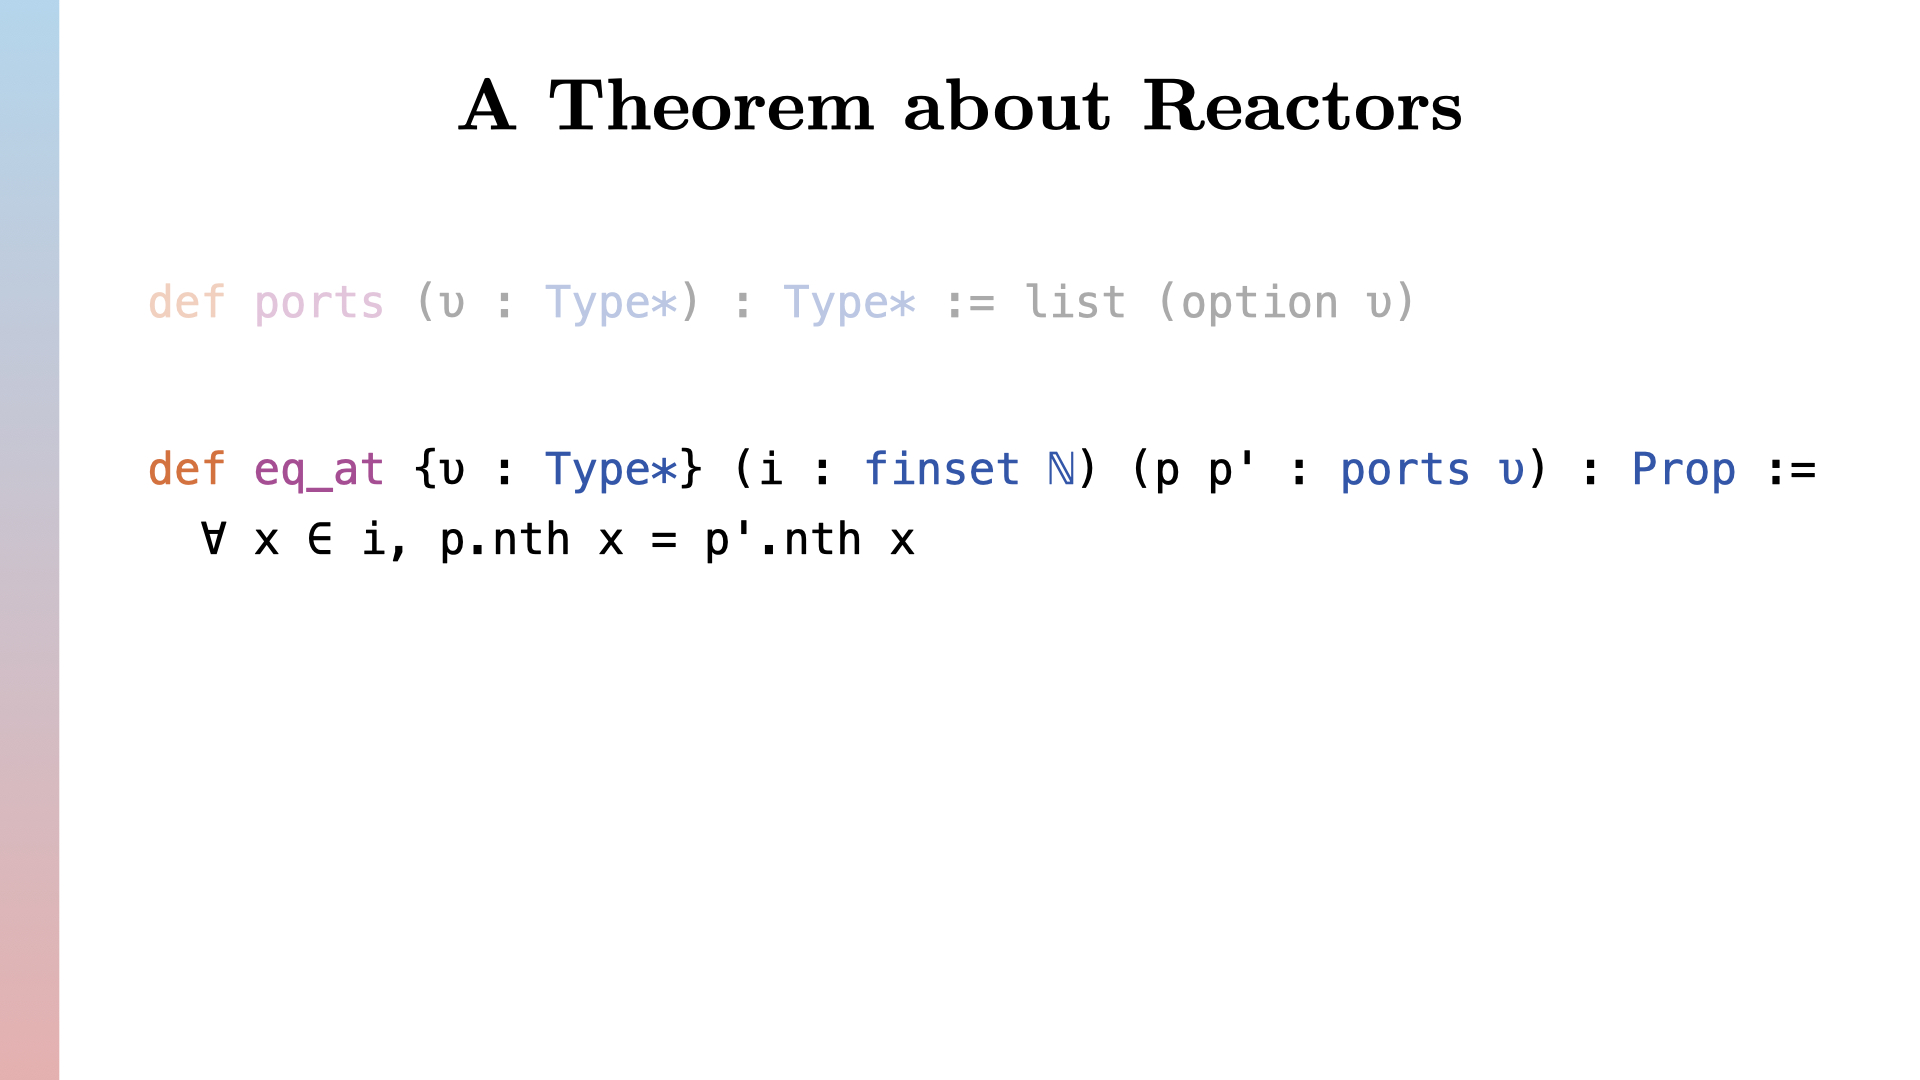 A Theorem about Reactors
def ports (υ : Type*) : Type* := list (option υ)
def eq_at {υ : Type*} (i : finset ℕ) (p p' : ports υ) : Prop :=
∀ x ∈ i, p.nth x = p'.nth x